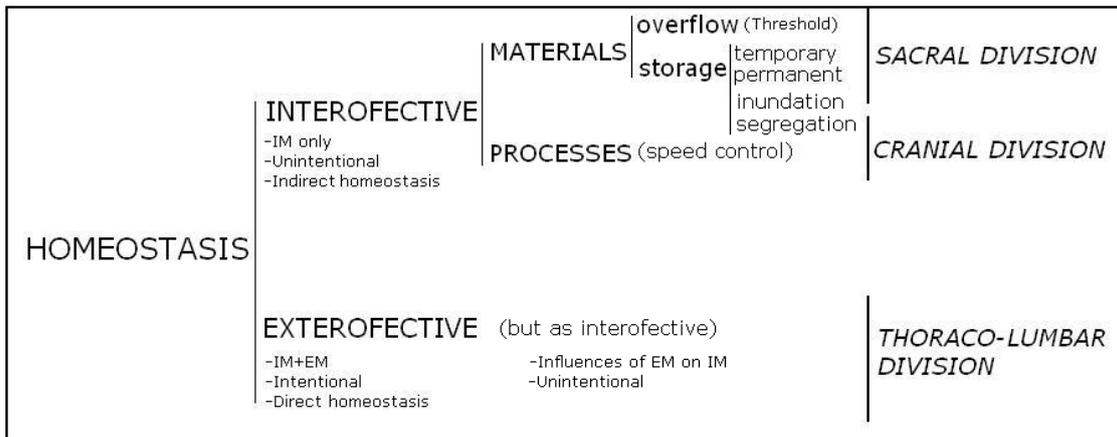 overflow (Threshold)
MATERIALS
storage
temporary
permanent
SACRAL DIVISION
inundation
segregation
INTEROFECTIVE
-IM only
-Unintentional
-Indirect homeostasis
PROCESSES (speed control)
CRANIAL DIVISION
HOMEOSTASIS
EXTEROFECTIVE (but as interofective)
-IM+EM
-Intentional
-Direct homeostasis
-Influences of EM on IM
-Unintentional
THORACO-LUMBAR
DIVISION